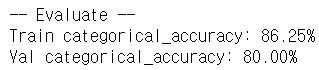 -- Evaluate --
Train categorical_accuracy: 86.25%
Val categorical_accuracy: 80.00%